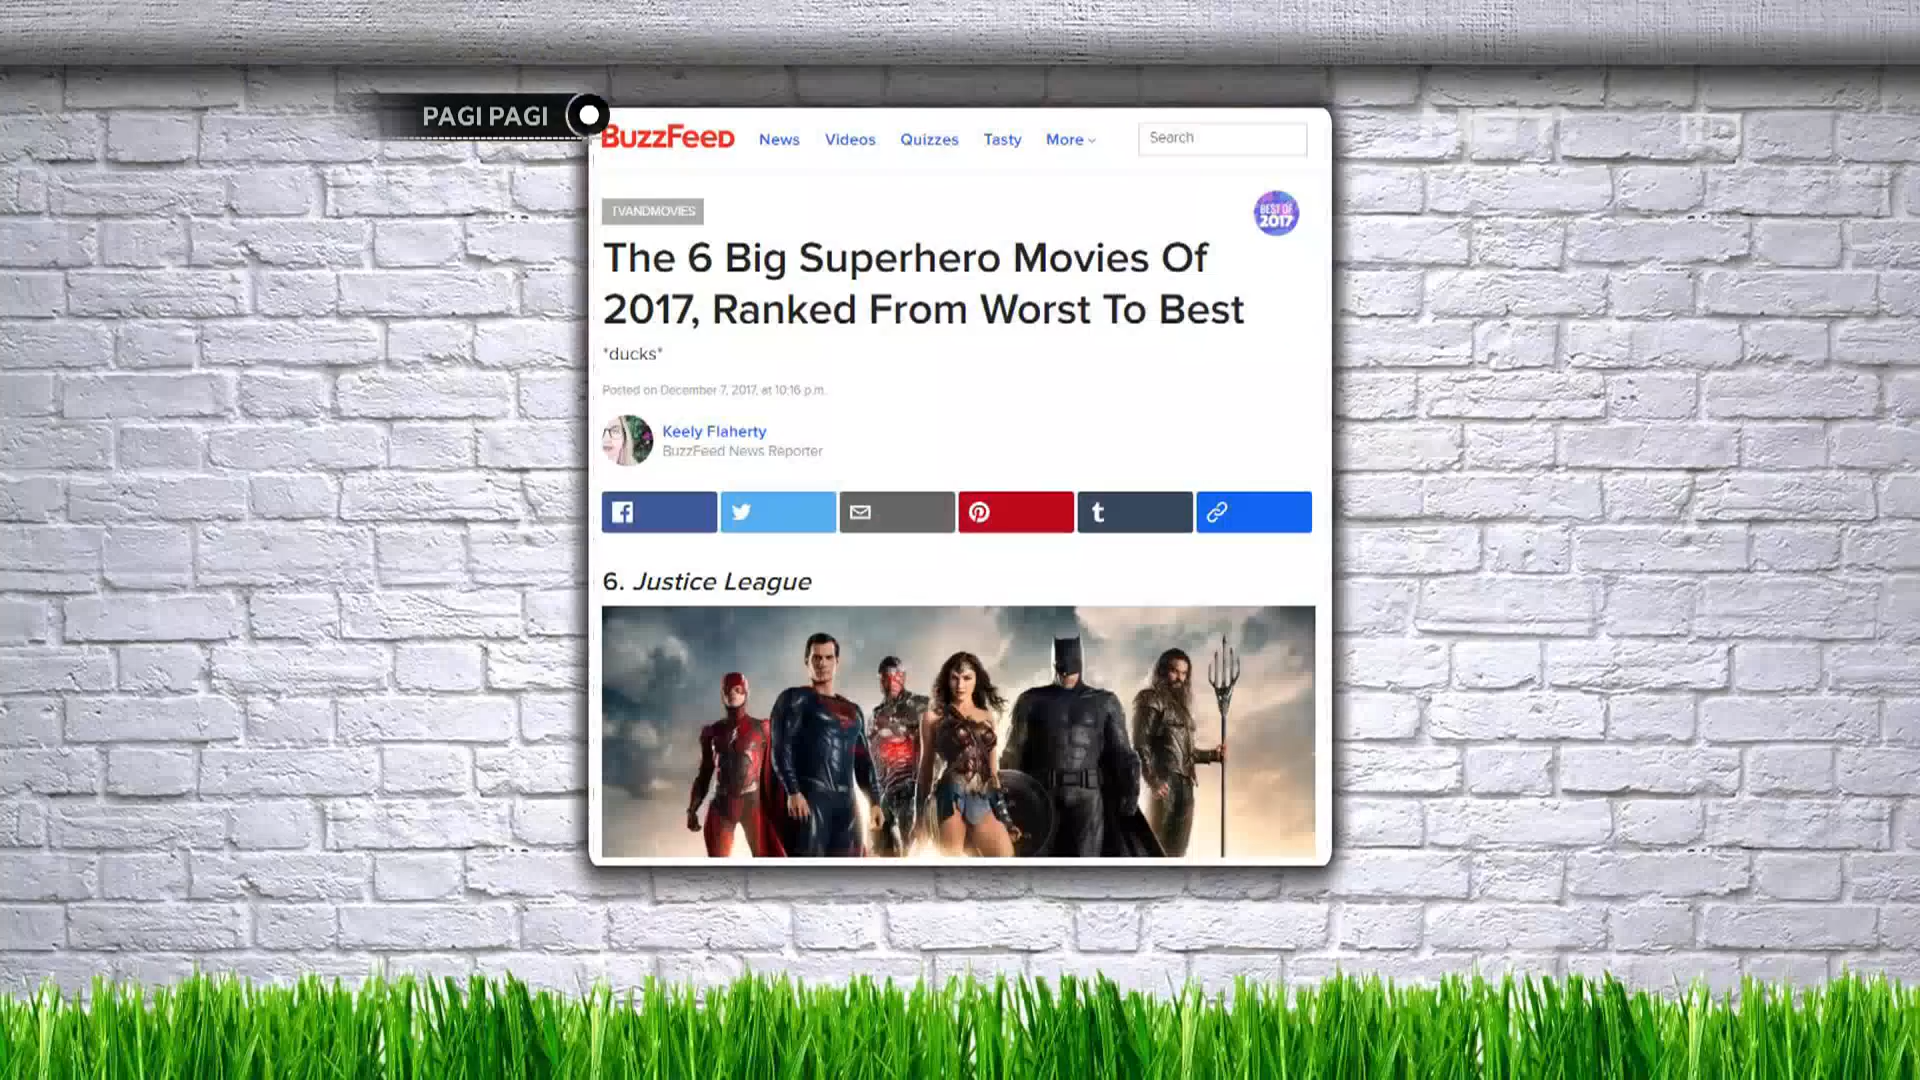 PAGI PAGI
BuzzFeed News Videos Quizzes Tasty More Search
TVANDMOVIES
BEST OF
2017
The 6 Big Superhero Movies Of
2017, Ranked From Worst To Best
*ducks*
Posted on December 7, 2017, at 10:16 p.m.
Keely Flaherty
BuzzFeed News Reporter
6. Justice League